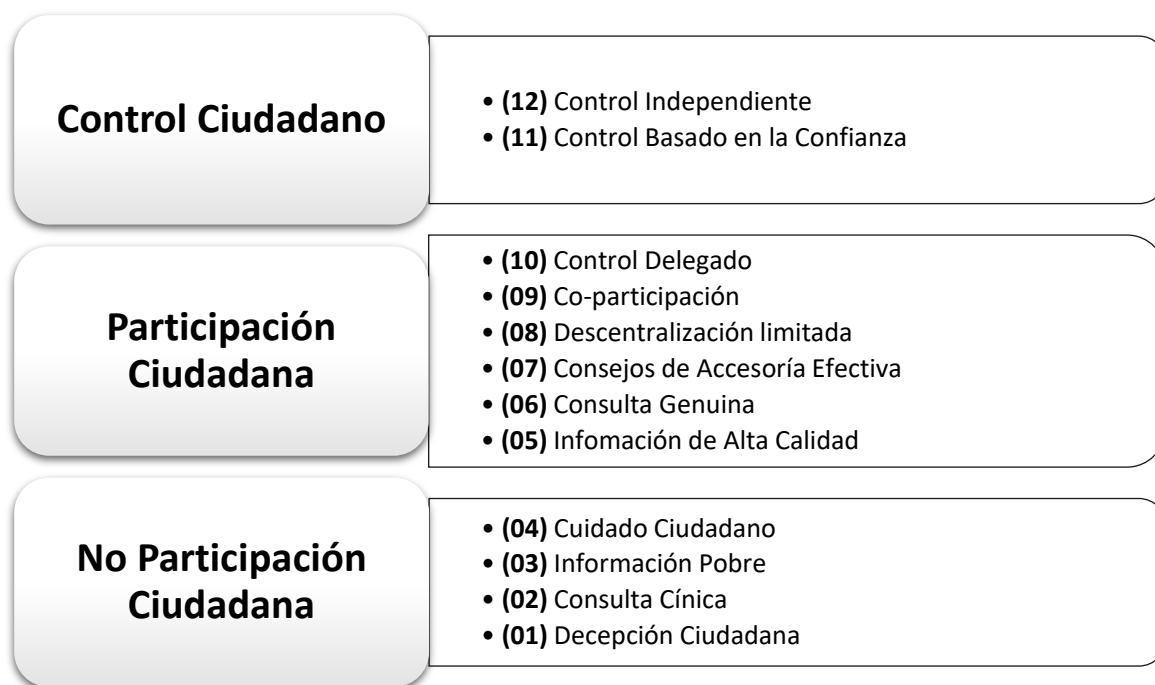 Control Ciudadano
• (12) Control Independiente
• (11) Control Basado en la Confianza
Participación
Ciudadana
• (10) Control Delegado
• (09) Co-participación
• (08) Descentralización limitada
• (07) Consejos de Accesoría Efectiva
• (06) Consulta Genuina
• (05) Infomación de Alta Calidad
No Participación
Ciudadana
• (04) Cuidado Ciudadano
• (03) Información Pobre
• (02) Consulta Cínica
• (01) Decepción Ciudadana